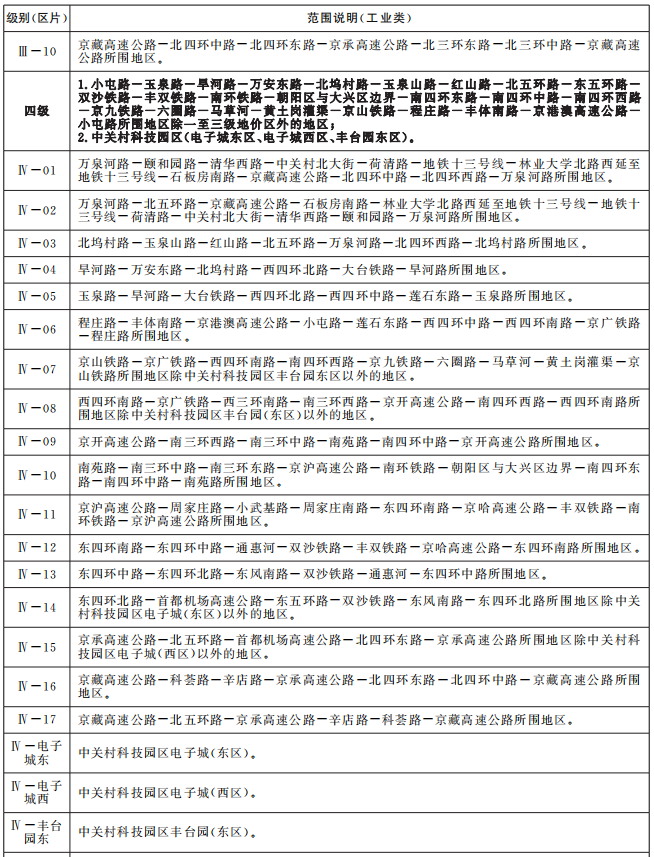 级别(区片) 范围说明(工业类)
Ⅲ－10 京藏高速公路－北四环中路－北四环东路－京承高速公路－北三环东路－北三环中路－京藏高速
公路所围地区。
四级 1.小屯路－玉泉路－旱河路－万安东路－北坞村路－玉泉山路－红山路－北五环路－东五环路－
双沙铁路－丰双铁路－南环铁路－朝阳区与大兴区边界－南四环东路－南四环中路－南四环西路
－京九铁路－六圈路－马草河－黄土岗灌渠－京山铁路－程庄路－丰体南路－京港澳高速公路－
小屯路所围地区除一至三级地价区外的地区；
2.中关村科技园区(电子城东区、电子城西区、丰台园东区)。
Ⅳ－01 万泉河路－颐和园路－清华西路－中关村北大街－荷清路－地铁十三号线－林业大学北路西延至
地铁十三号线－石板房南路－京藏高速公路－北四环中路－北四环西路－万泉河路所围地区。
Ⅳ－02 万泉河路－北五环路－京藏高速公路－石板房南路－林业大学北路西延至地铁十三号线－地铁十
三号线－荷清路－中关村北大街－清华西路－颐和园路－万泉河路所围地区。
Ⅳ－03 北坞村路－玉泉山路－红山路－北五环路－万泉河路－北四环西路－北坞村路所围地区。
Ⅳ－04 旱河路－万安东路－北坞村路－西四环北路－大台铁路－旱河路所围地区。
Ⅳ－05 玉泉路－旱河路－大台铁路－西四环北路－西四环中路－莲石东路－玉泉路所围地区。
Ⅳ－06 程庄路－丰体南路－京港澳高速公路－小屯路－莲石东路－西四环中路－西四环南路－京广铁路
－程庄路所围地区。
Ⅳ－07 京山铁路－京广铁路－西四环南路－南四环西路－京九铁路－六圈路－马草河－黄土岗灌渠－京
山铁路所围地区除中关村科技园区丰台园东区以外的地区。
Ⅳ－08 西四环南路－京广铁路－西三环南路－南三环西路－京开高速公路－南四环西路－西四环南路所
围地区除中关村科技园区丰台园(东区)以外的地区。
Ⅳ－09 京开高速公路－南三环西路－南三环中路－南苑路－南四环中路－京开高速公路所围地区。
Ⅳ－10 南苑路－南三环中路－南三环东路－京沪高速公路－南环铁路－朝阳区与大兴区边界－南四环东
路－南四环中路－南苑路所围地区。
Ⅳ－11 京沪高速公路－周家庄路－小武基路－周家庄南路－东四环南路－京哈高速公路－丰双铁路－南
环铁路－京沪高速公路所围地区。
Ⅳ－12 东四环南路－东四环中路－通惠河－双沙铁路－丰双铁路－京哈高速公路－东四环南路所围地区。
Ⅳ－13 东四环中路－东四环北路－东风南路－双沙铁路－通惠河－东四环中路所围地区。
Ⅳ－14 东四环北路－首都机场高速公路－东五环路－双沙铁路－东风南路－东四环北路所围地区除中关
村科技园区电子城(东区)以外的地区。
Ⅳ－15 京承高速公路－北五环路－首都机场高速公路－北四环东路－京承高速公路所围地区除中关村科
技园区电子城(西区)以外的地区。
Ⅳ－16 京藏高速公路－科荟路－辛店路－京承高速公路－北四环东路－北四环中路－京藏高速公路所围
地区。
Ⅳ－17 京藏高速公路－北五环路－京承高速公路－辛店路－科荟路－京藏高速公路所围地区。
Ⅳ－电子
城东 中关村科技园区电子城(东区)。
Ⅳ－电子
城西 中关村科技园区电子城(西区)。
Ⅳ－丰台
园东 中关村科技园区丰台园(东区)。